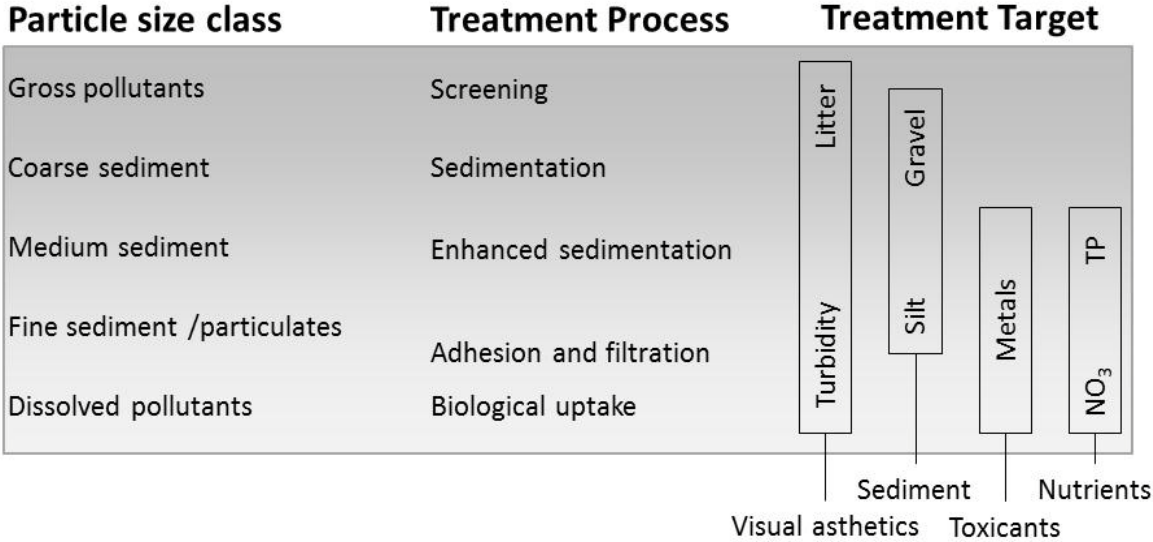 Particle size class Treatment Process Treatment Target
Gross pollutants Screening
Coarse sediment Sedimentation
Medium sediment Enhanced sedimentation
Fine sediment /particulates
Adhesion and filtration
Dissolved pollutants Biological uptake
Litter
Turbidity
Gravel
Silt
Metals
TP
NO₃
Sediment Nutrients
Visual asthetics Toxicants